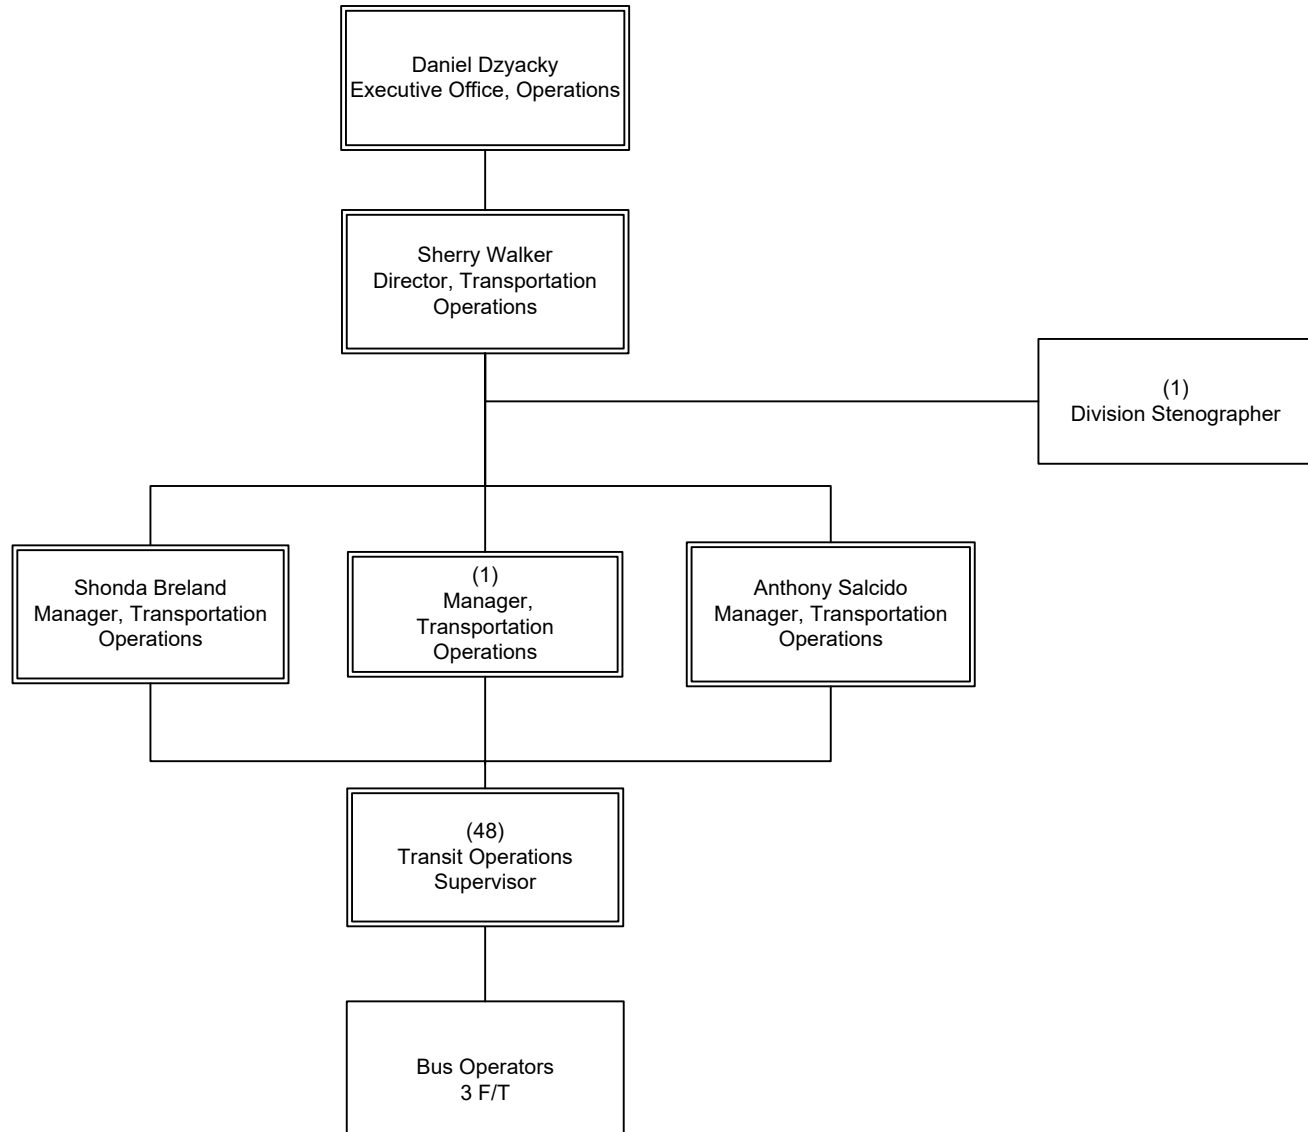 Daniel Dzyacky
Executive Office, Operations
Sherry Walker
Director, Transportation
Operations
(1)
Division Stenographer
Shonda Breland
Manager, Transportation
Operations
(1)
Manager,
Transportation
Operations
Anthony Salcido
Manager, Transportation
Operations
(48)
Transit Operations
Supervisor
Bus Operators
3 F/T